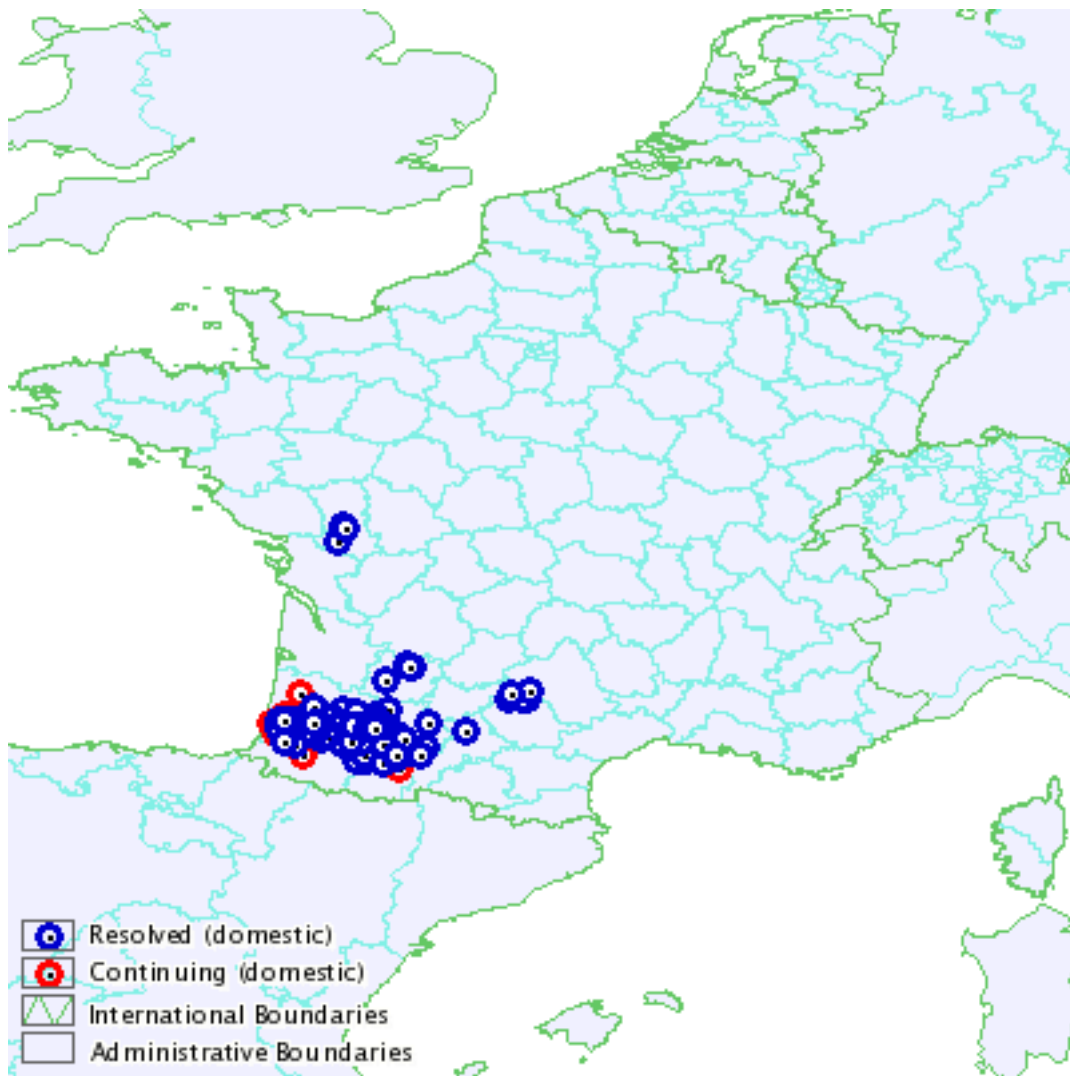 Resolved (domestic)
Continuing (domestic)
International Boundaries
Administrative Boundaries